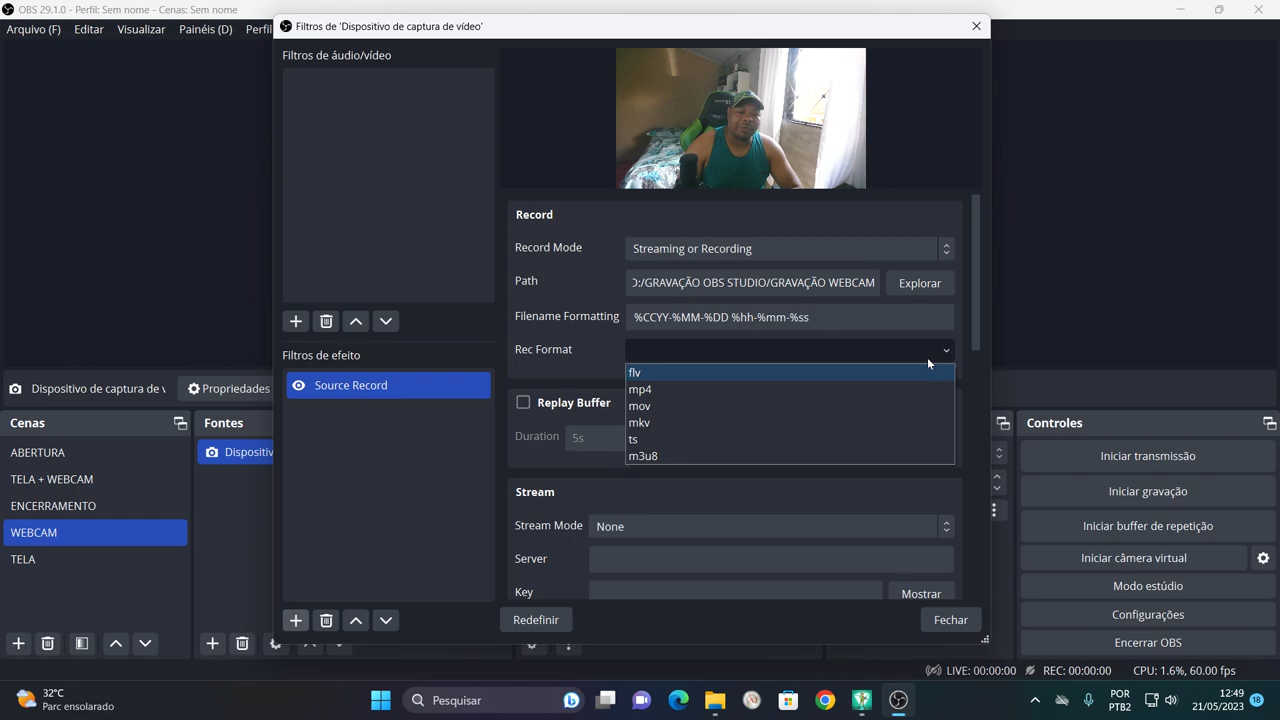 OBS 29.1.0 - Perfil: Sem nome - Cenas: Sem nome
Arquivo (F) Editar Visualizar Painéis (D) Perfil
Filtros de 'Dispositivo de captura de vídeo'
Filtros de áudio/vídeo
Record
Record Mode Streaming or Recording
Path D:/GRAVAÇÃO OBS STUDIO/GRAVAÇÃO WEBCAM Explorar
Filename Formatting %CCYY-%MM-%DD %hh-%mm-%ss
Rec Format
flv
mp4
mov
mkv
ts
m3u8
Filtros de efeito
Source Record
Replay Buffer
Duration 5s
Stream
Stream Mode None
Server
Key Mostrar
Redefinir Fechar
Dispositivo de captura de v Propriedades
Cenas
ABERTURA
TELA + WEBCAM
ENCERRAMENTO
WEBCAM
TELA
Fontes
Dispositiv
Controles
Iniciar transmissão
Iniciar gravação
Iniciar buffer de repetição
Iniciar câmera virtual
Modo estúdio
Configurações
Encerrar OBS
LIVE: 00:00:00 REC: 00:00:00 CPU: 1.6%, 60.00 fps
32°C
Parc ensolarado
Pesquisar
POR
PTB2
12:49
21/05/2023
18